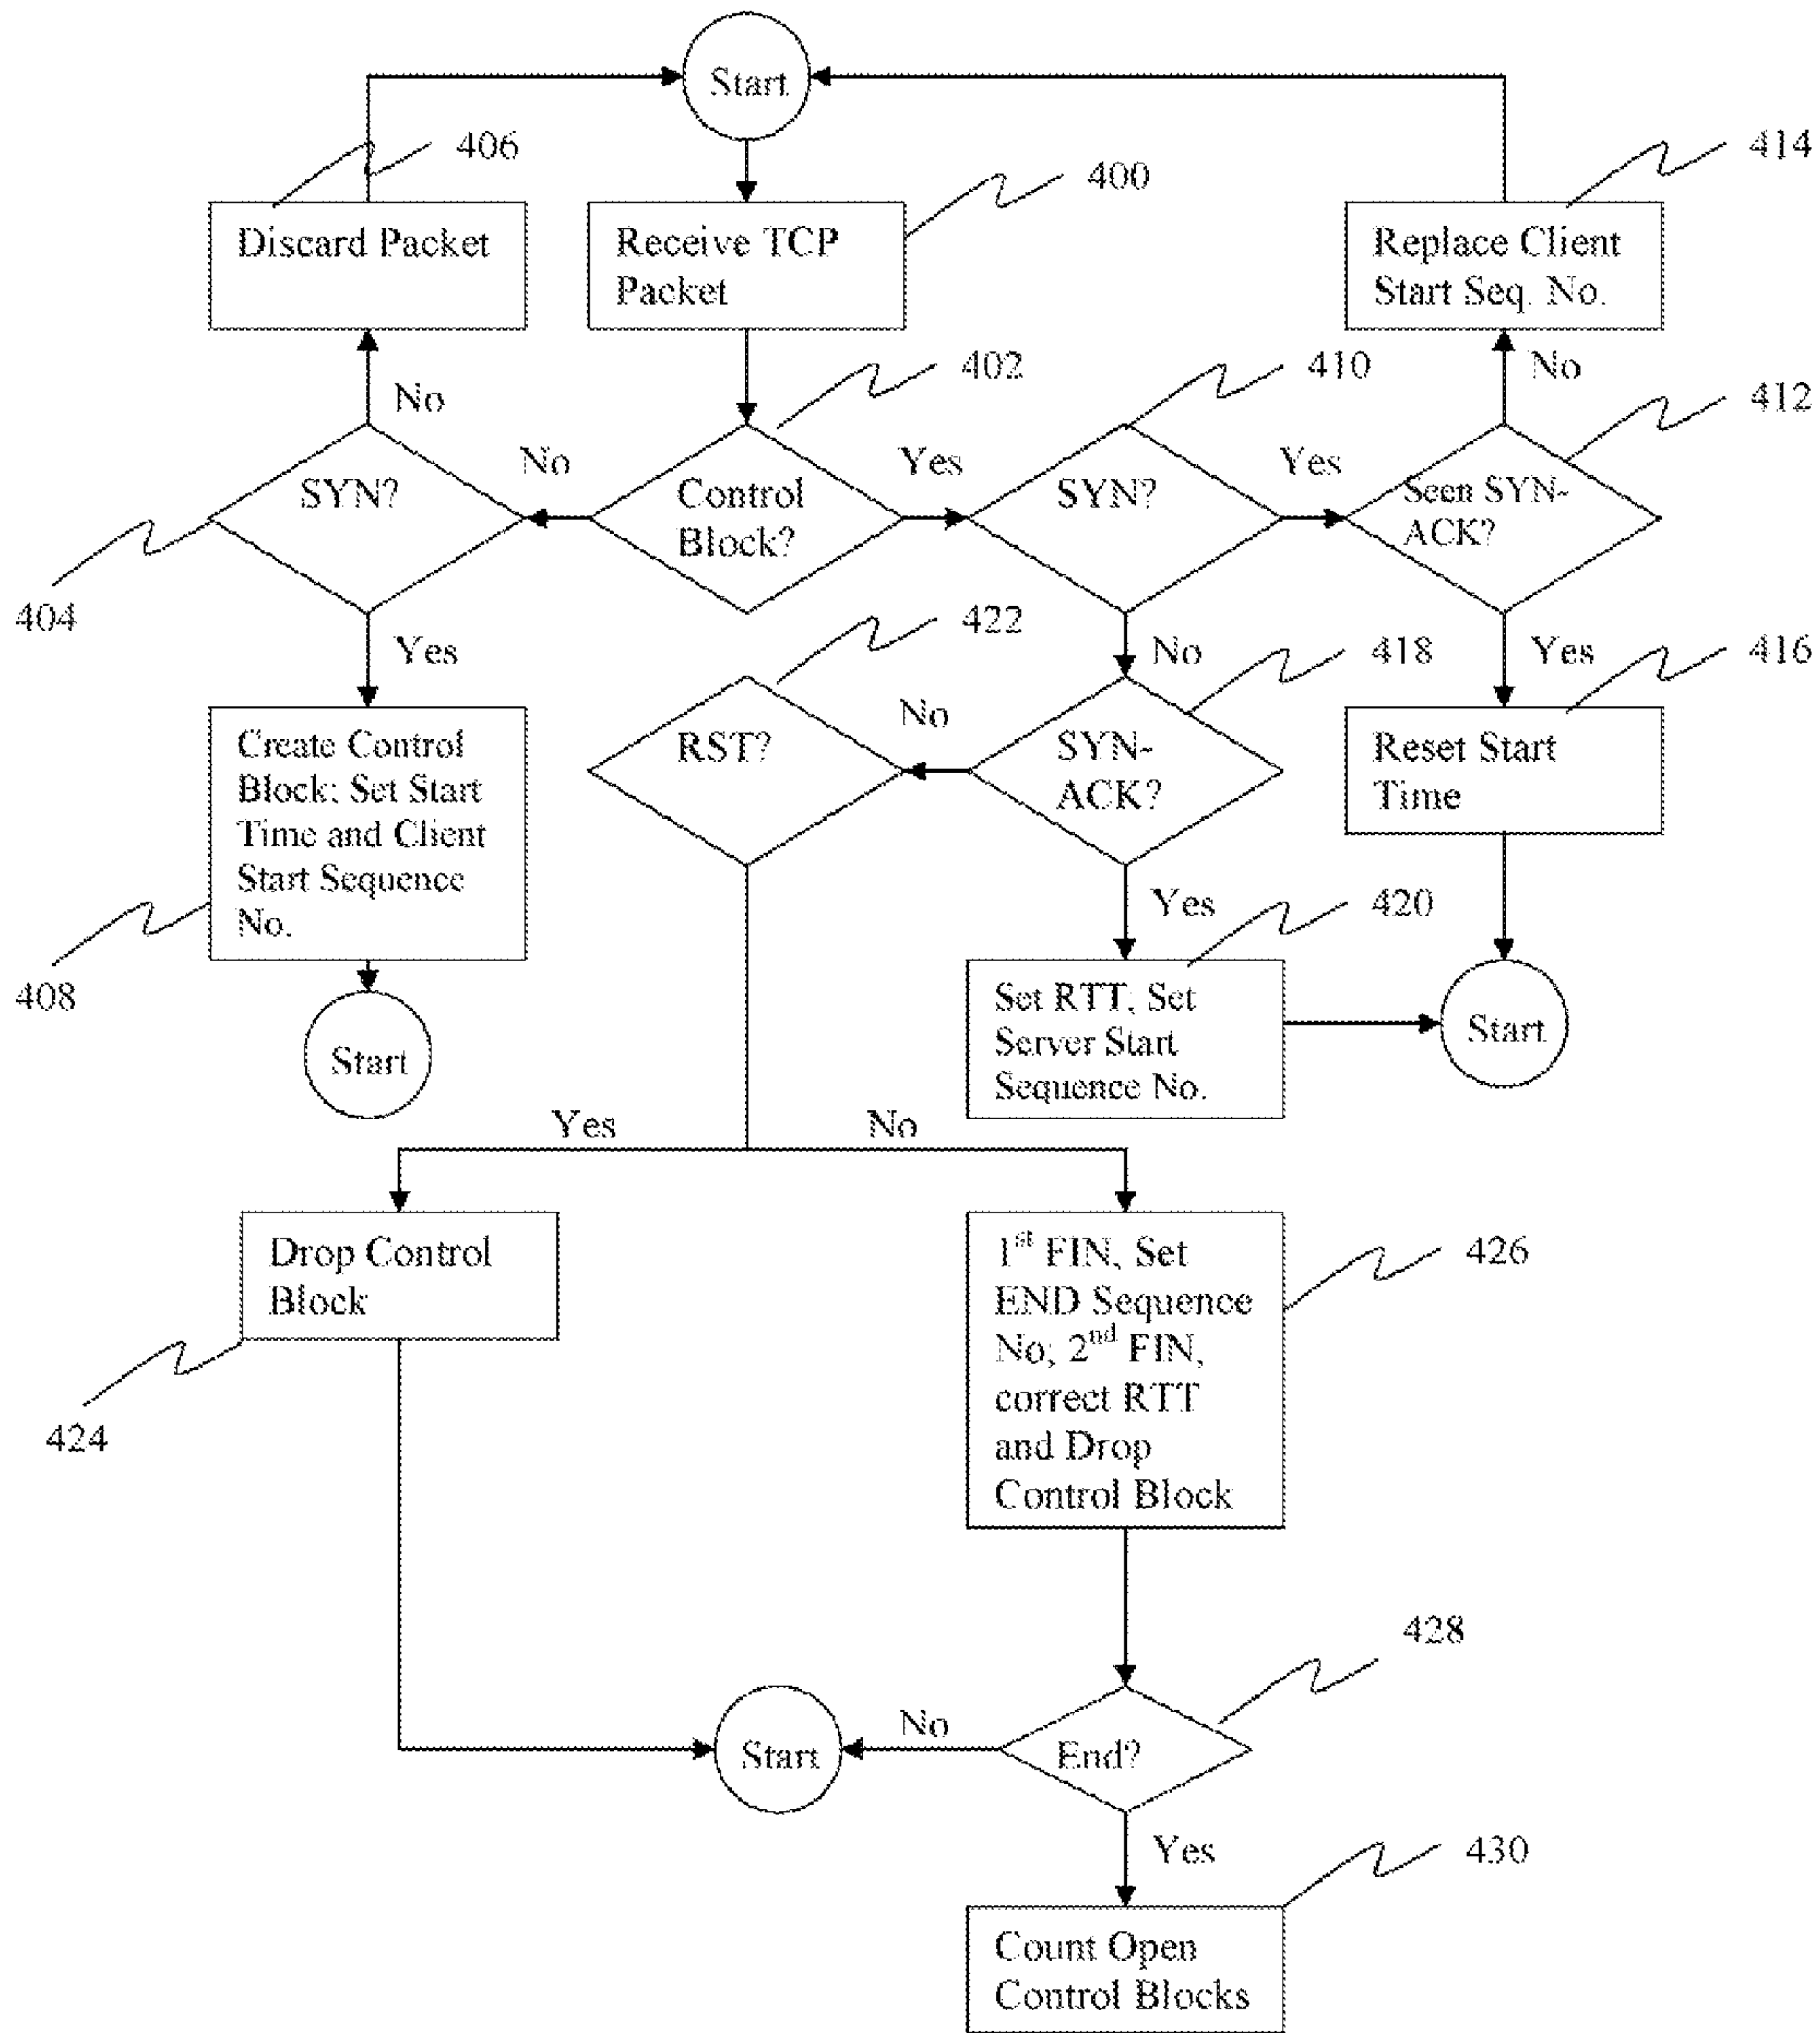 Start
406
400
414
Discard Packet
Receive TCP
Packet
Replace Client
Start Seq. No.
No
402
410
No
412
SYN?
No
Control
Block?
Yes
SYN?
Yes
Seen SYN-
ACK?
404
Yes
422
No
418
Yes
416
Create Control
Block; Set Start
Time and Client
Start Sequence
No.
RST?
No
SYN-
ACK?
Reset Start
Time
408
Yes
420
Start
Set RTT; Set
Server Start
Sequence No.
Start
Yes
No
Drop Control
Block
1st FIN, Set
END Sequence
No; 2nd FIN,
correct RTT
and Drop
Control Block
426
424
428
Start
No
End?
Yes
430
Count Open
Control Blocks